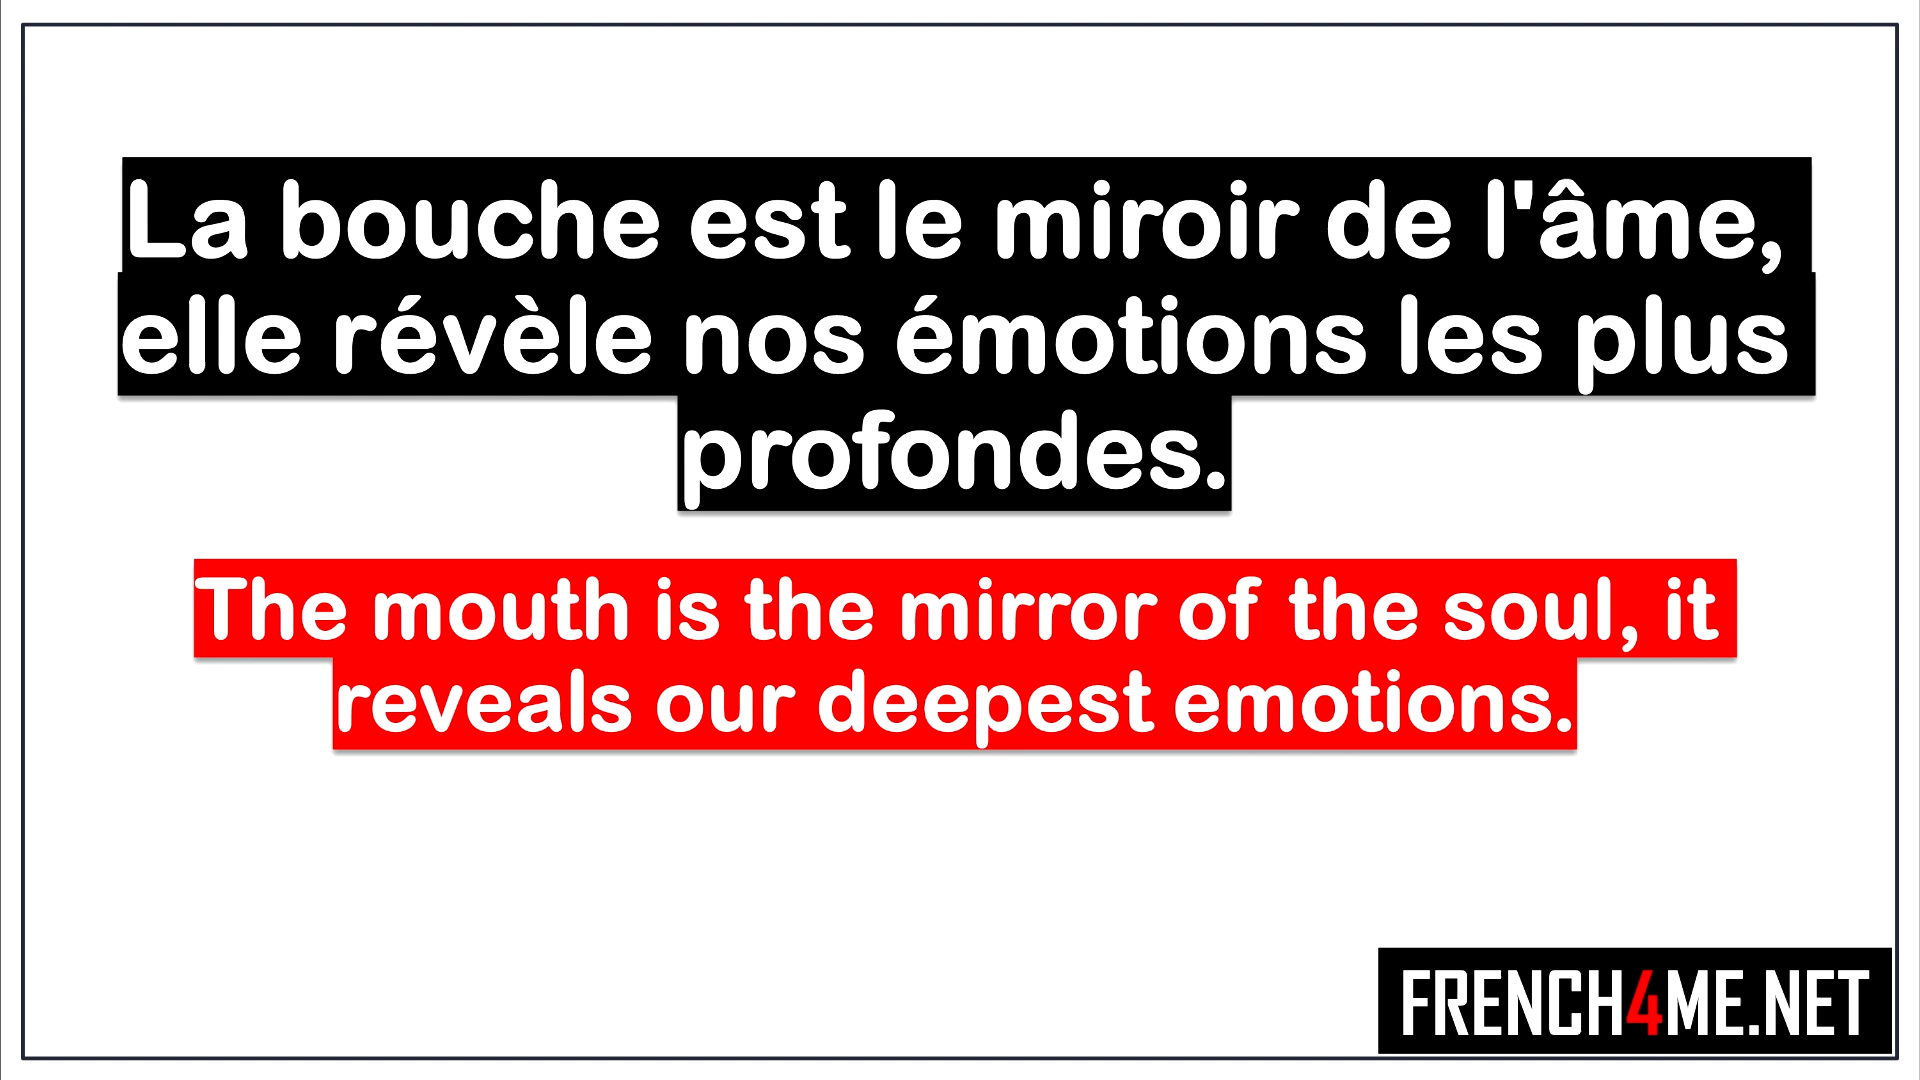 La bouche est le miroir de l'âme,
elle révèle nos émotions les plus
profondes.
The mouth is the mirror of the soul, it
reveals our deepest emotions.
FRENCH4ME.NET